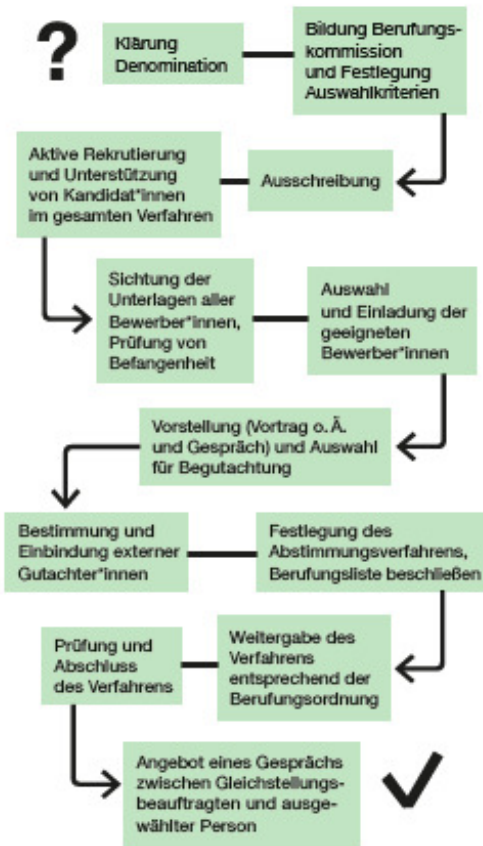 ?
Klärung
Denomination
Bildung Berufungs-
kommission
und Festlegung
Auswahlkriterien
Ausschreibung
Aktive Rekrutierung
und Unterstützung
von Kandidat*innen
im gesamten Verfahren
Sichtung der
Unterlagen aller
Bewerber*innen,
Prüfung von
Befangenheit
Auswahl
und Einladung der
geeigneten
Bewerber*innen
Vorstellung (Vortrag o. Ä.
und Gespräch) und Auswahl
für Begutachtung
Bestimmung und
Einbindung externer
Gutachter*innen
Festlegung des
Abstimmungsverfahrens,
Berufungsliste beschließen
Weitergabe des
Verfahrens
entsprechend der
Berufungsordnung
Prüfung und
Abschluss
des Verfahrens
Angebot eines Gesprächs
zwischen Gleichstellungs-
beauftragten und ausge-
wählter Person